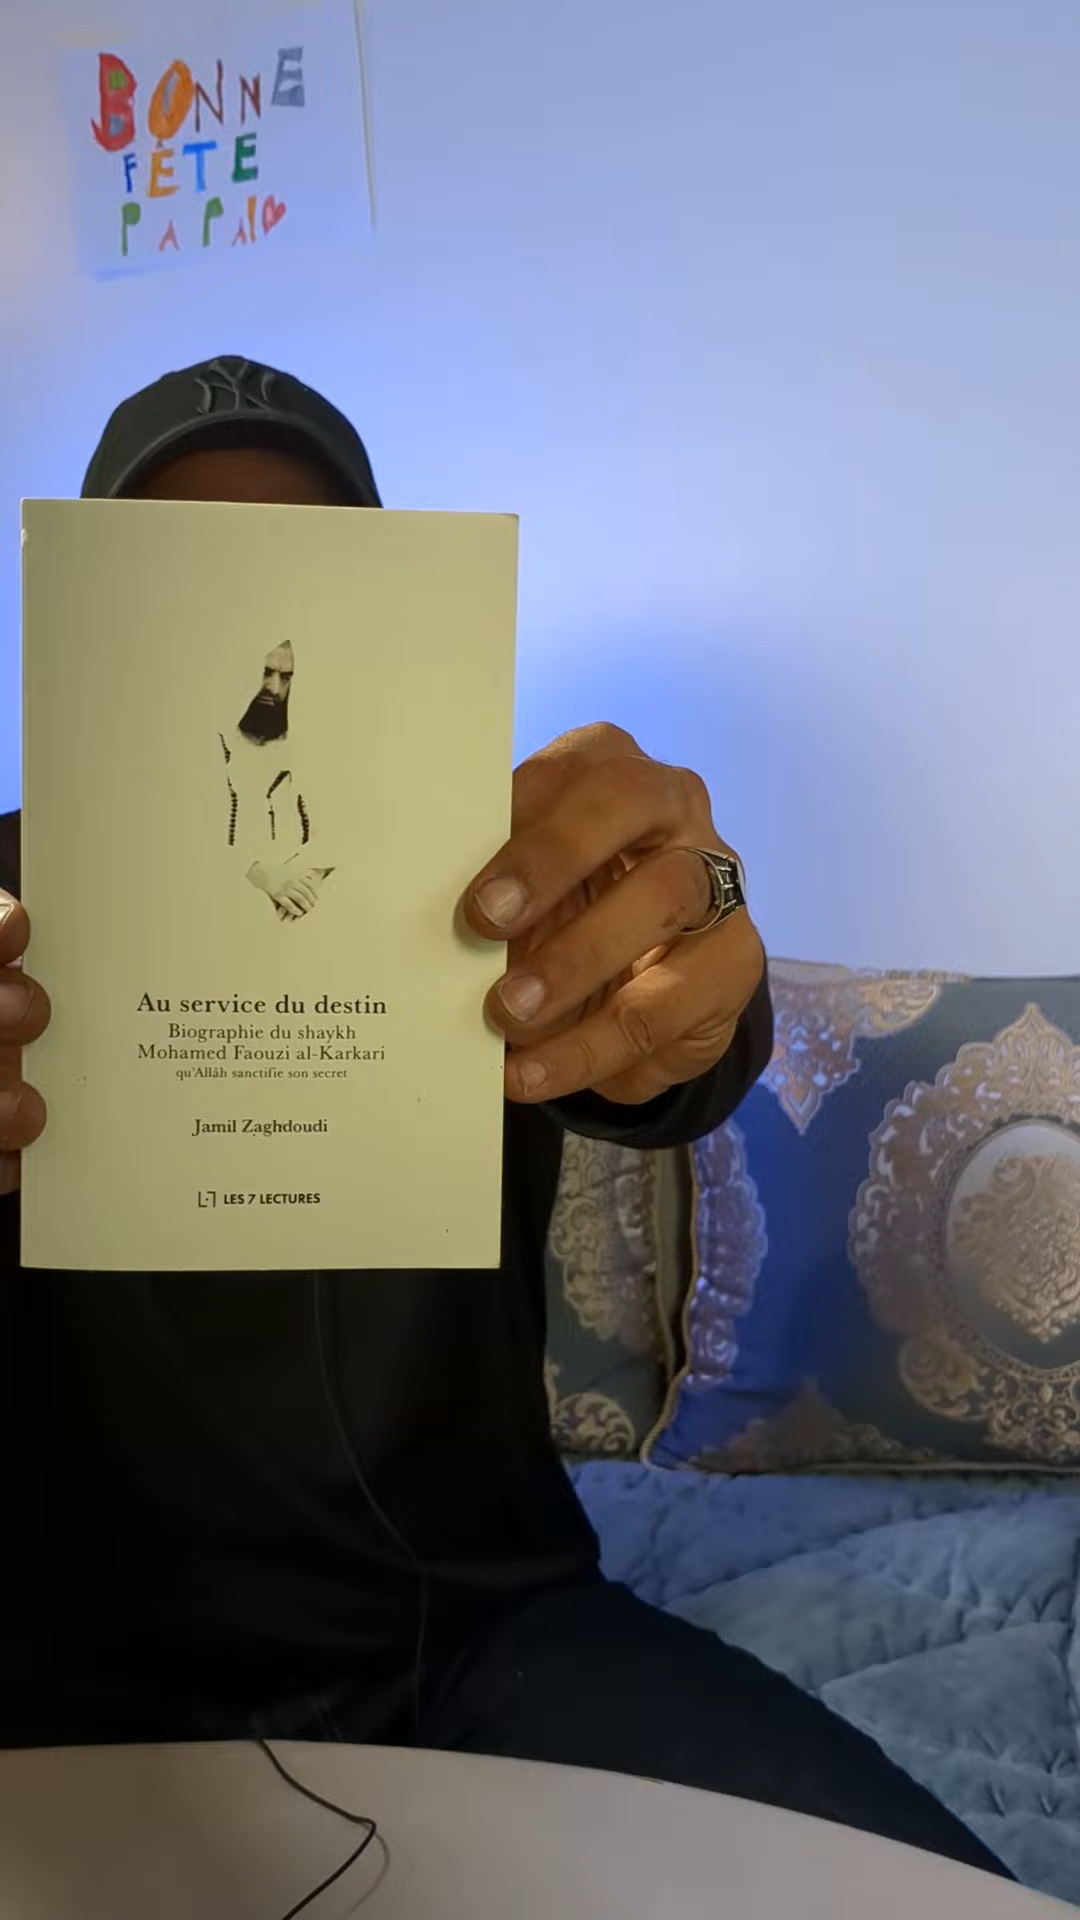 BONNE
FÊTE
PAPA
NY
Au service du destin
Biographie du shaykh
Mohamed Faouzi al-Karkari
qu'Allâh sanctifie son secret
Jamil Zaghdoudi
LES 7 LECTURES